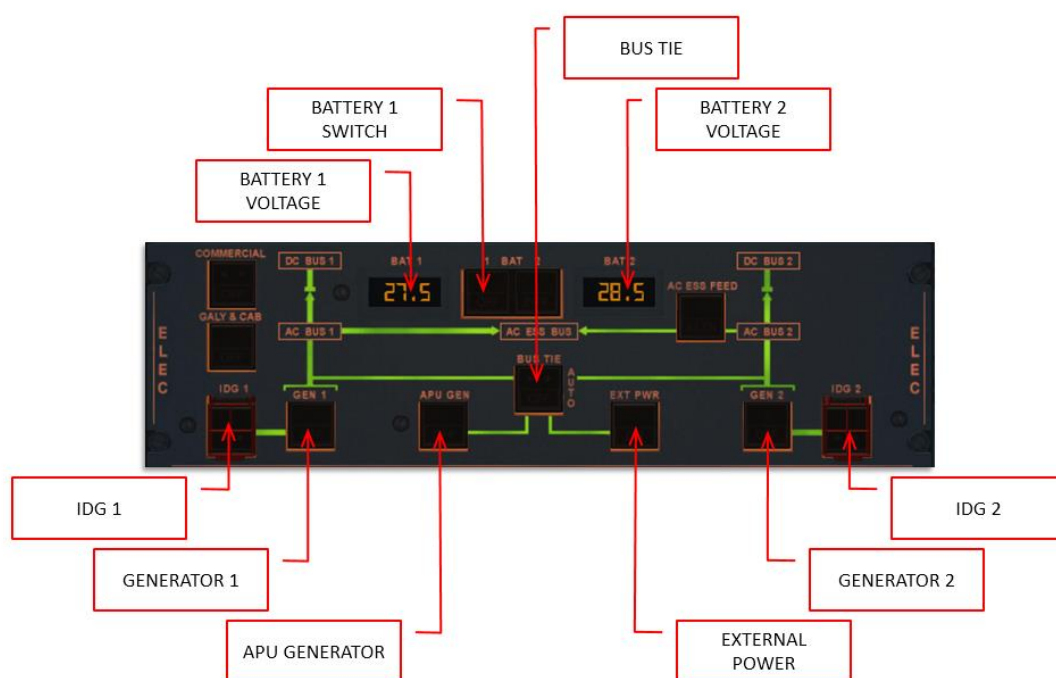 BUS TIE
BATTERY 1
SWITCH
BATTERY 2
VOLTAGE
BATTERY 1
VOLTAGE
COMMERCIAL
DC BUS 1
BAT 1
1 BAT 2
BAT 2
DC BUS 2
27.5
28.5
AC ESS FEED
GALY & CAB
AC BUS 1
AC ESS BUS
AC BUS 2
ELEC
ELEC
BUS TIE
AUTO
IDG 1
GEN 1
APU GEN
EXT PWR
GEN 2
IDG 2
IDG 1
IDG 2
GENERATOR 1
GENERATOR 2
APU GENERATOR
EXTERNAL
POWER